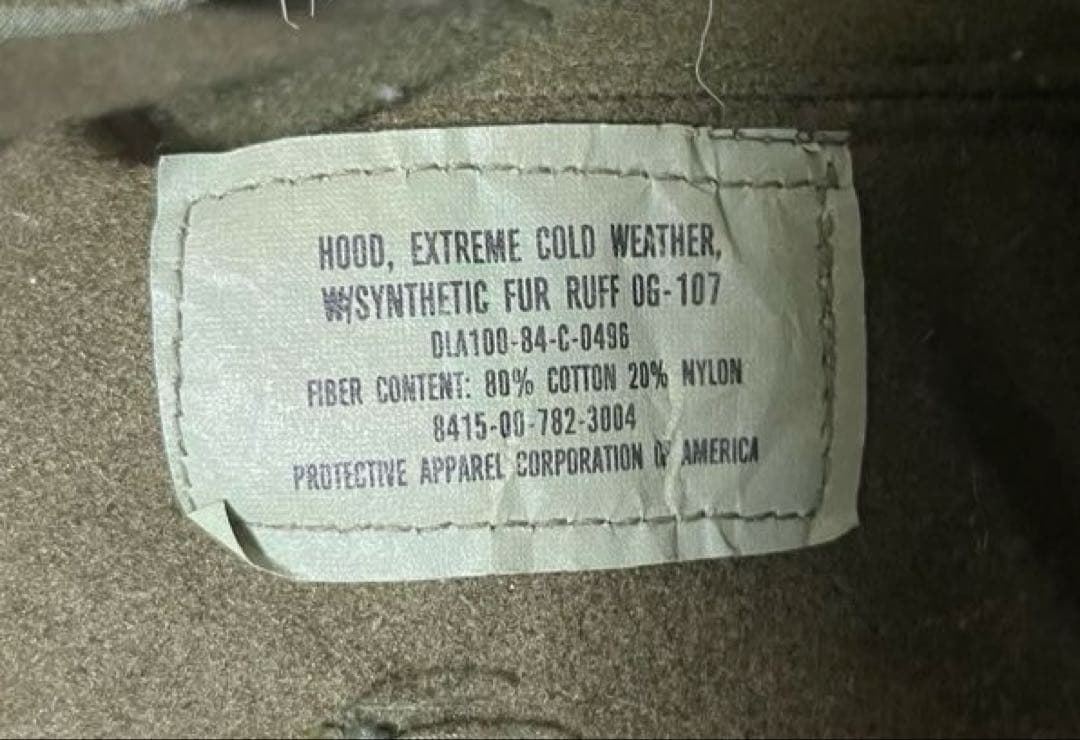 HOOD, EXTREME COLD WEATHER,
W/SYNTHETIC FUR RUFF OG-107
DLA100-84-C-0496
FIBER CONTENT: 80% COTTON 20% NYLON
8415-00-782-3004
PROTECTIVE APPAREL CORPORATION OF AMERICA